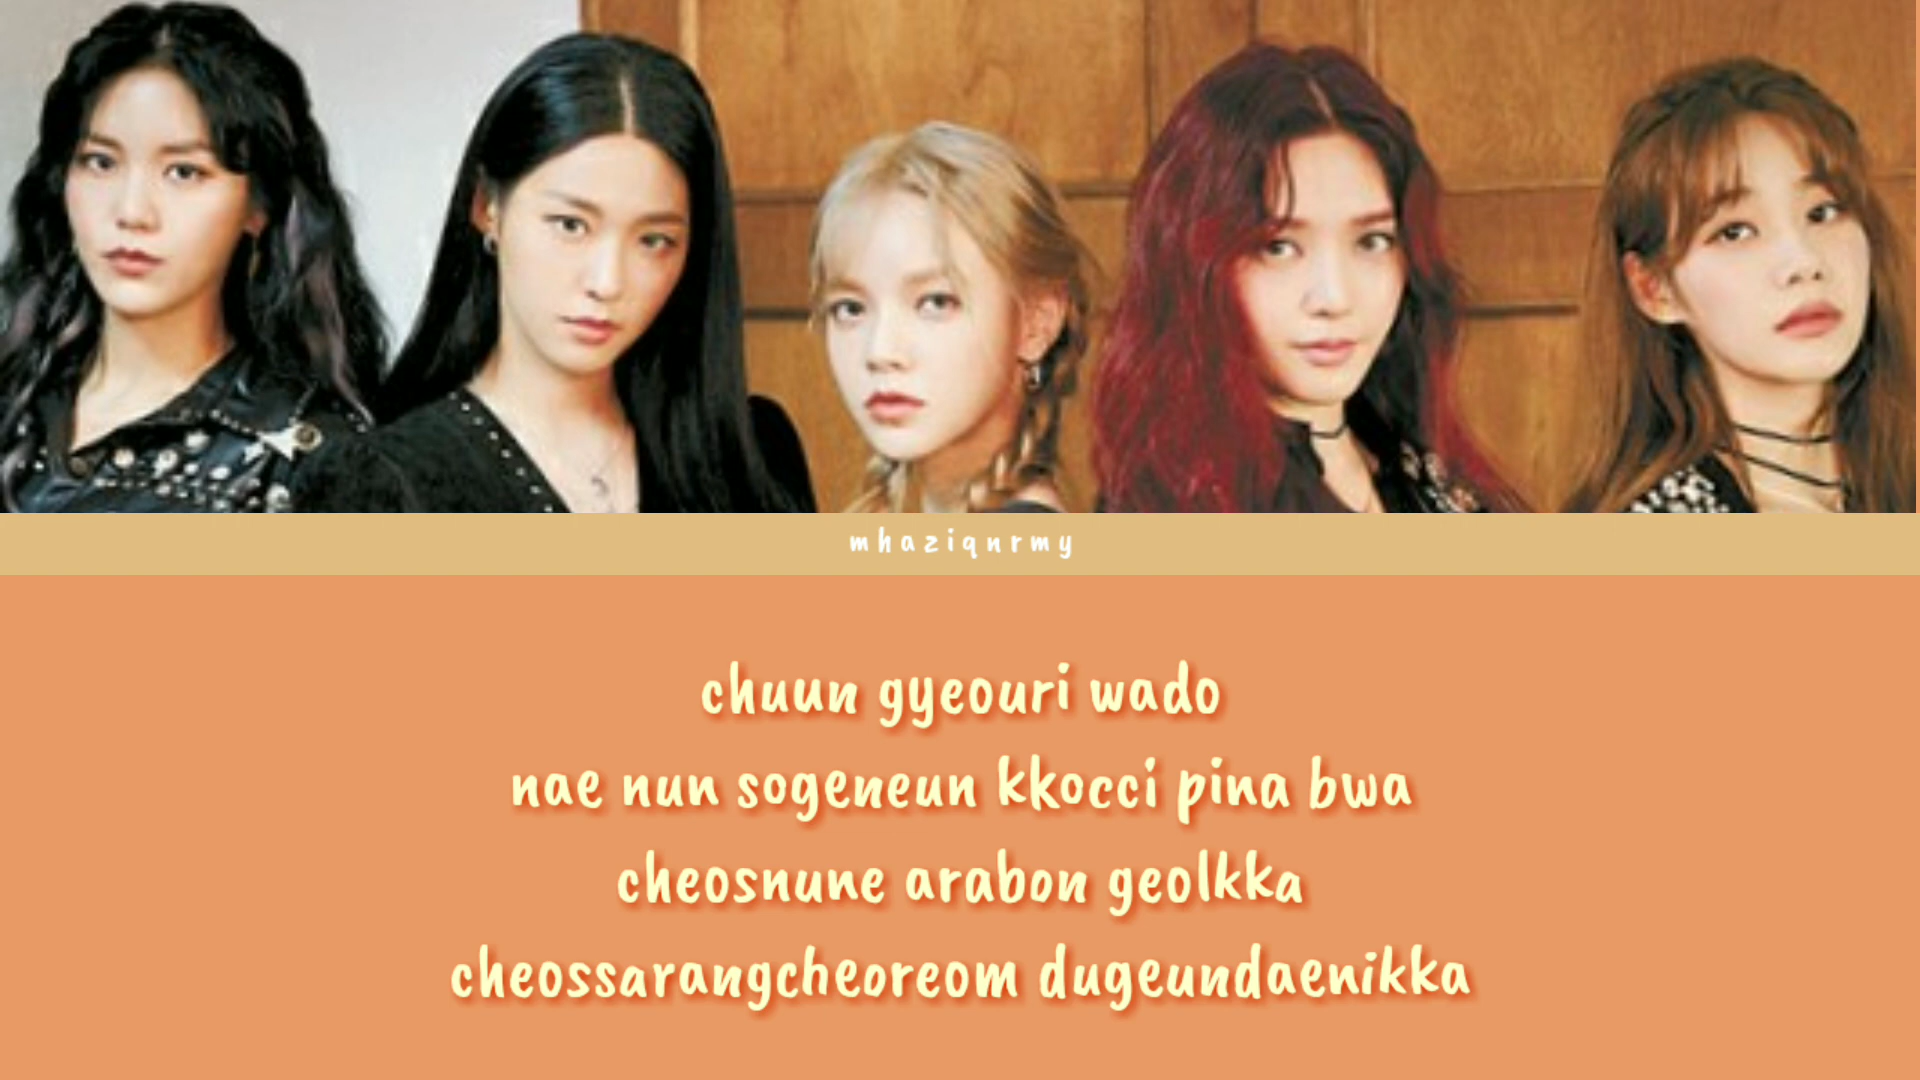 mhaziqnrmy
chuun gyeouri wado
nae nun sogeneun kkocci pina bwa
cheosnune arabon geolkka
cheossarangcheoreom dugeundaenikka